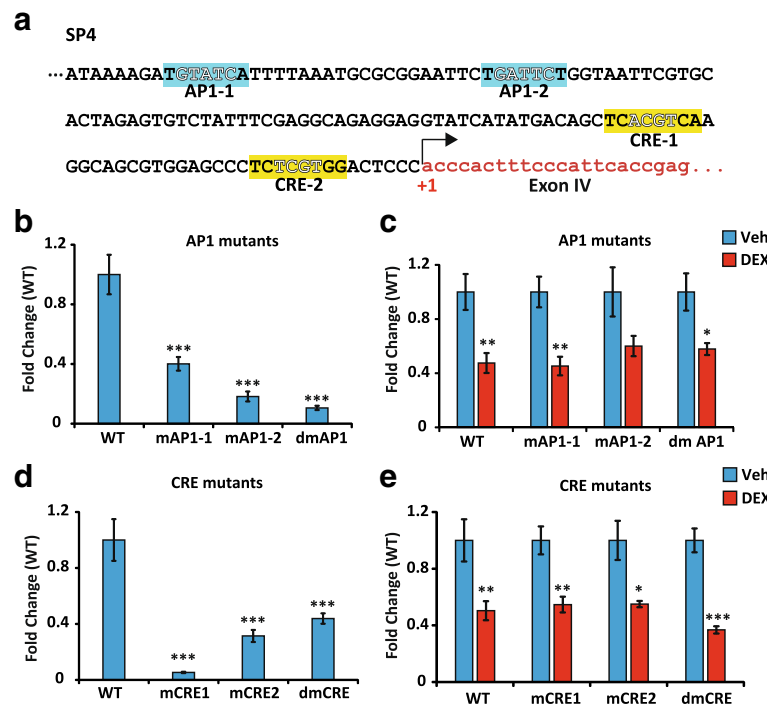 a
SP4
...ATAAAAGATGTATCATTTTAAATGCGCGGAATTCTGATTCTGGTAATTCGTGC
AP1-1 AP1-2
ACTAGAGTGTCTATTTCGAGGCAGAGGAGGTATCATATGACAGCTCACGTCAA
CRE-1
GGCAGCGTGGAGCCCTCTCGTGGACTCCCacccactttcccattcaccgag...
CRE-2 +1 Exon IV
b
AP1 mutants
Fold Change (WT)
1.2
0.8
0.4
0
*** *** ***
WT mAP1-1 mAP1-2 dmAP1
c
AP1 mutants
Veh
DEX
Fold Change (WT)
1.2
0.8
0.4
0
** ** *
WT mAP1-1 mAP1-2 dm AP1
d
CRE mutants
Fold Change (WT)
1.2
0.8
0.4
0
*** *** ***
WT mCRE1 mCRE2 dmCRE
e
CRE mutants
Veh
DEX
Fold Change (WT)
1.2
0.8
0.4
0
** ** * ***
WT mCRE1 mCRE2 dmCRE